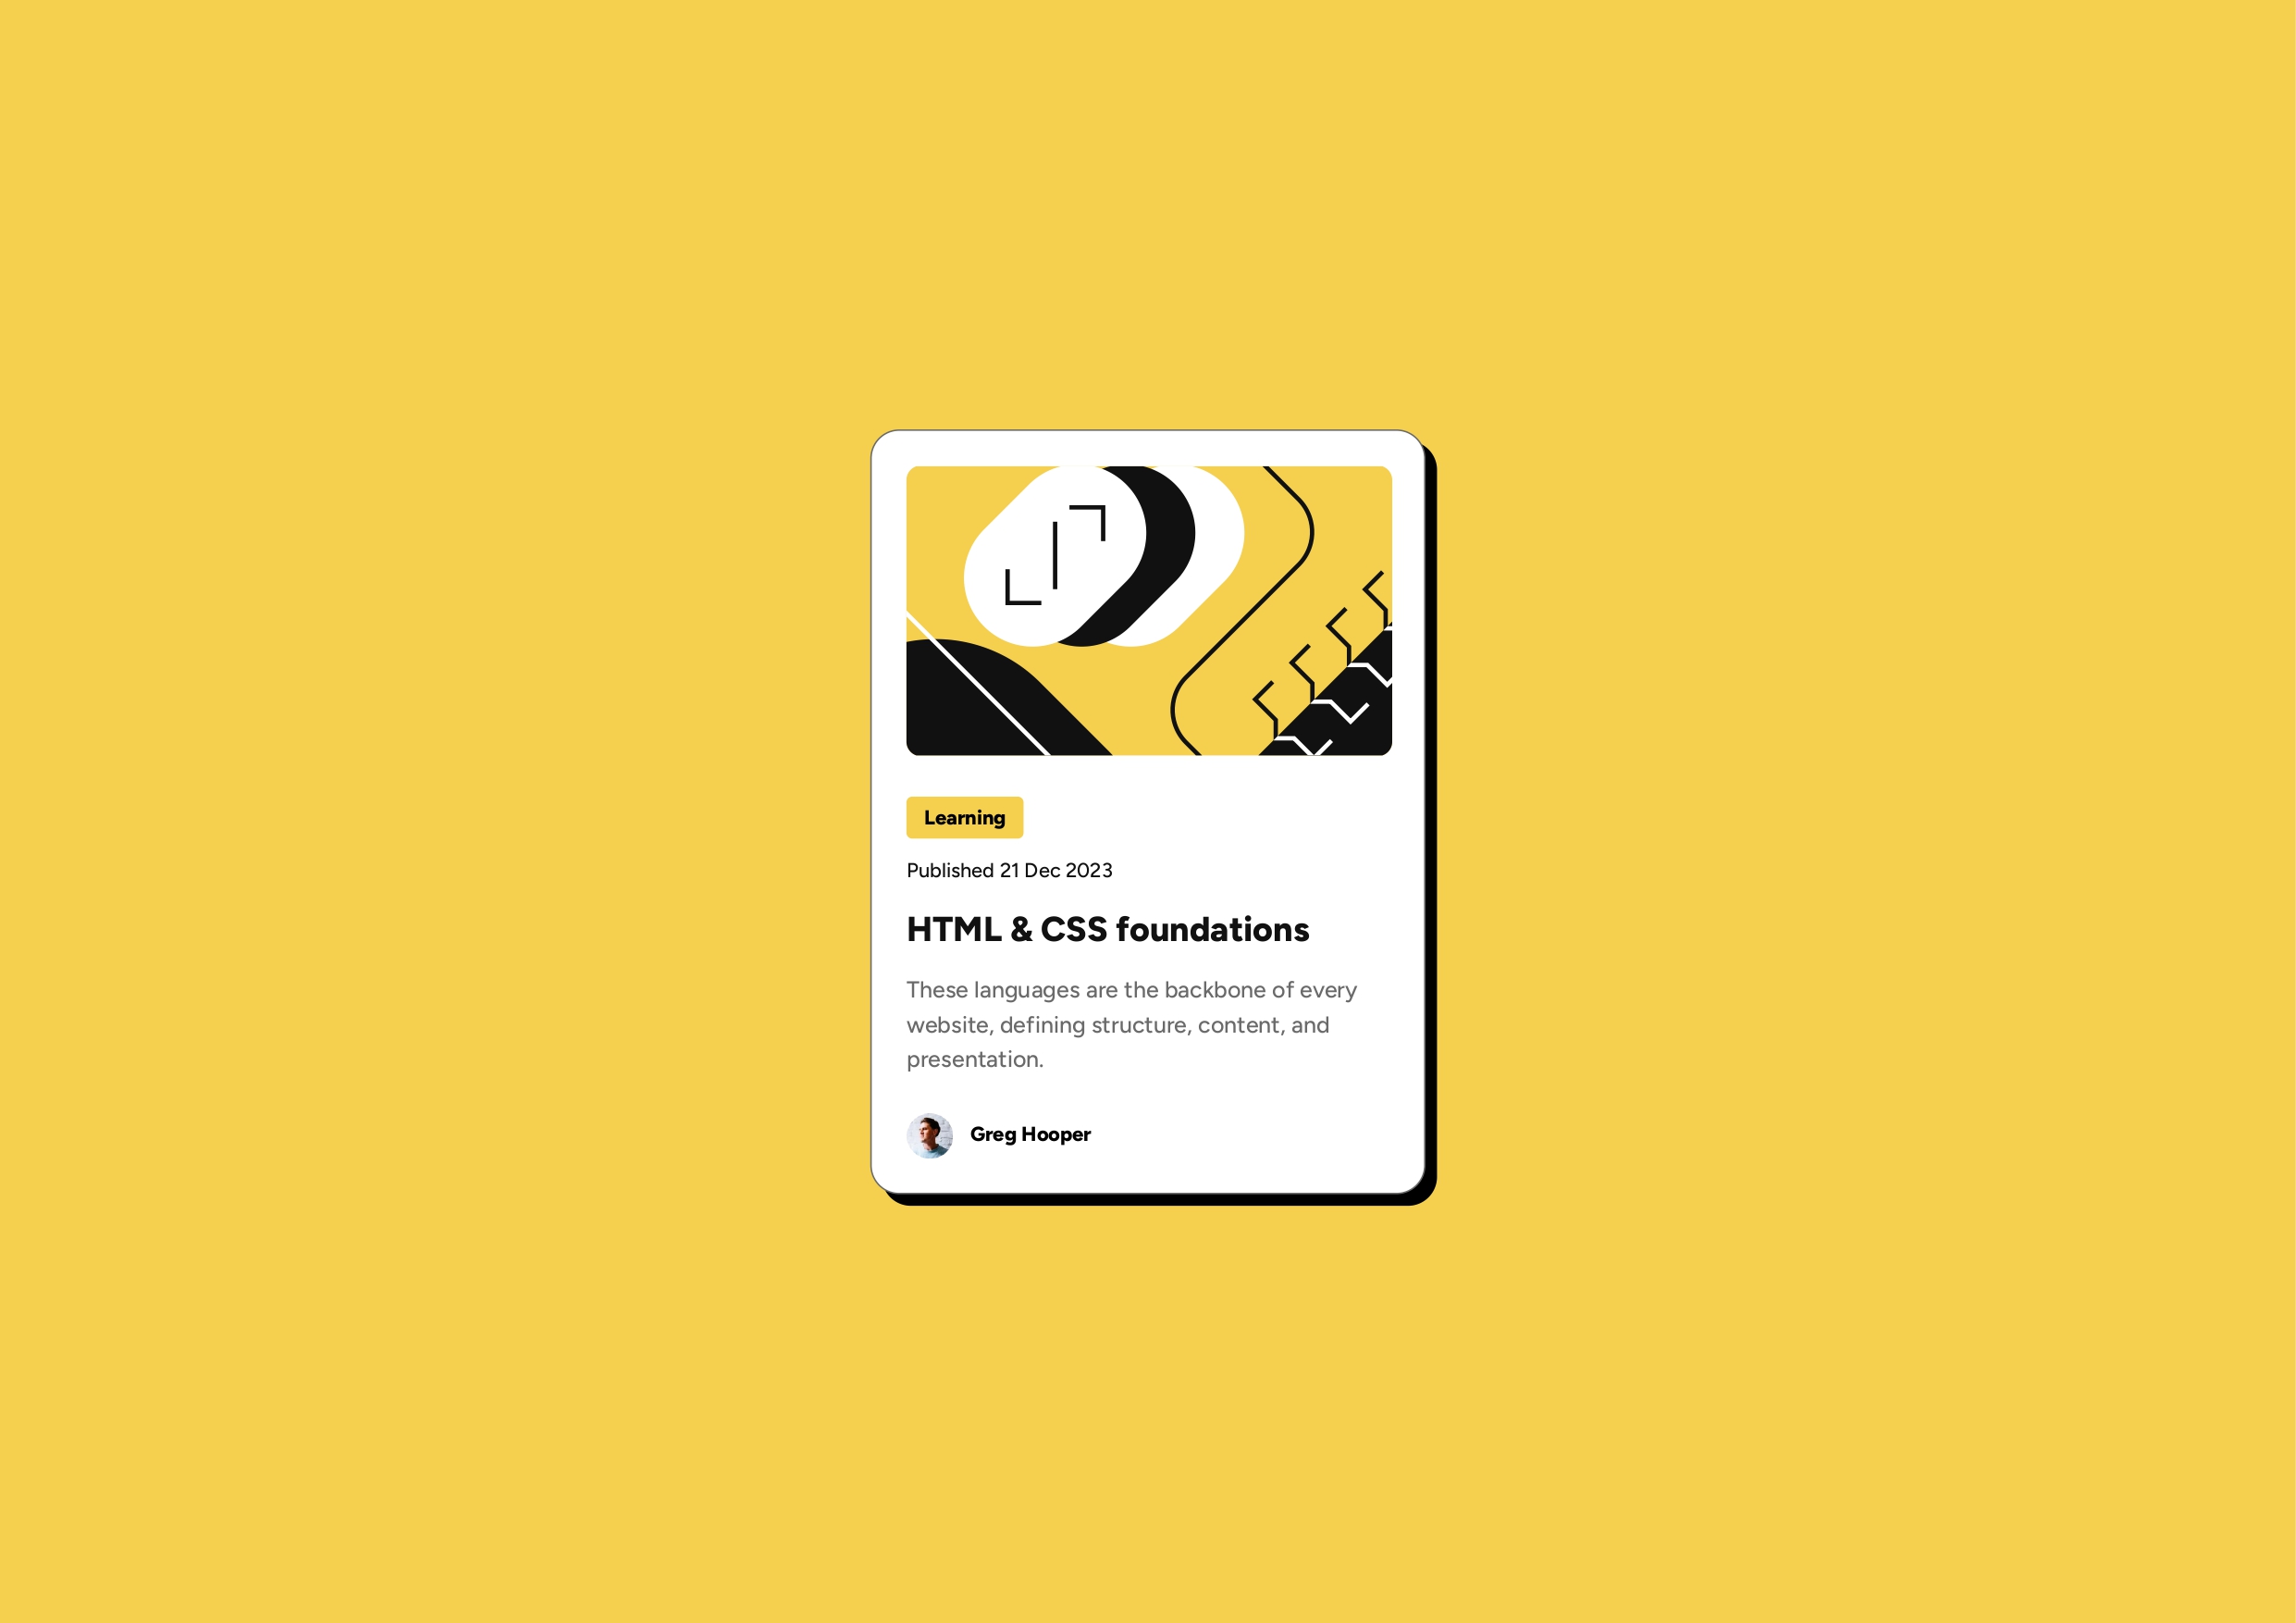 Learning
Published 21 Dec 2023
HTML & CSS foundations
These languages are the backbone of every
website, defining structure, content, and
presentation.
Greg Hooper